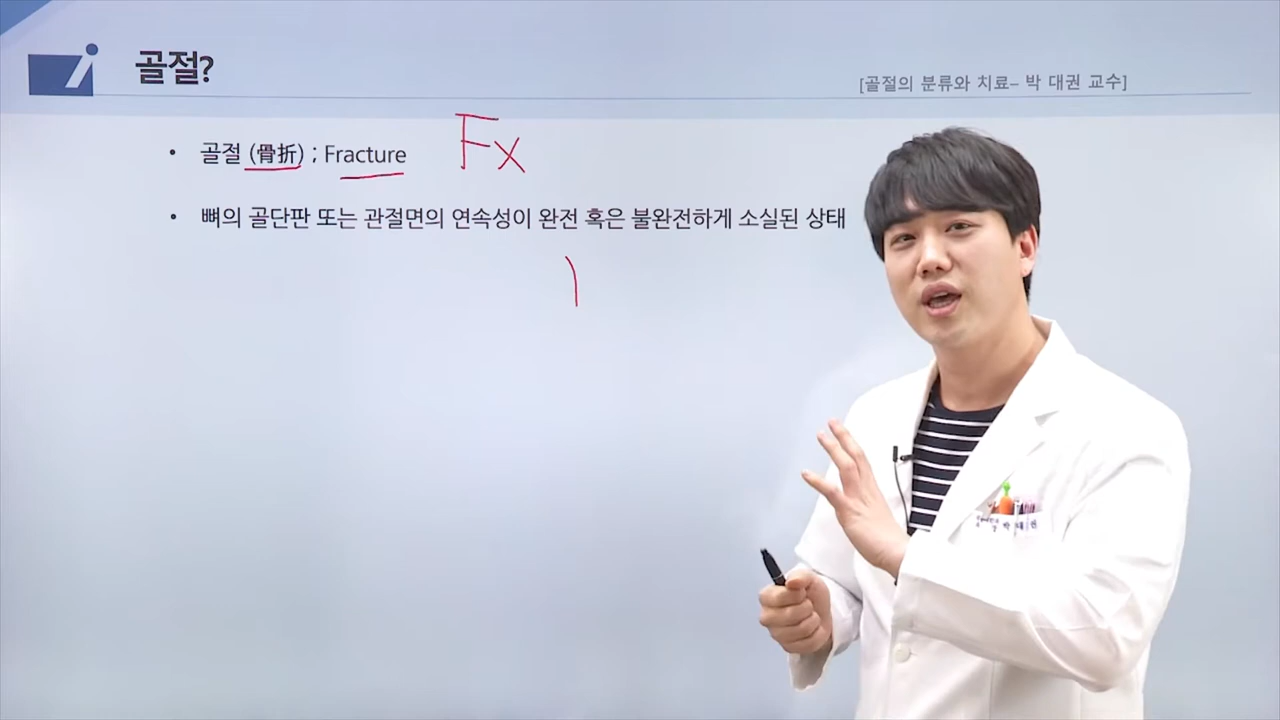 골절?
[골절의 분류와 치료– 박 대권 교수]
• 골절 (骨折) ; Fracture Fx
• 뼈의 골단판 또는 관절면의 연속성이 완전 혹은 불완전하게 소실된 상태